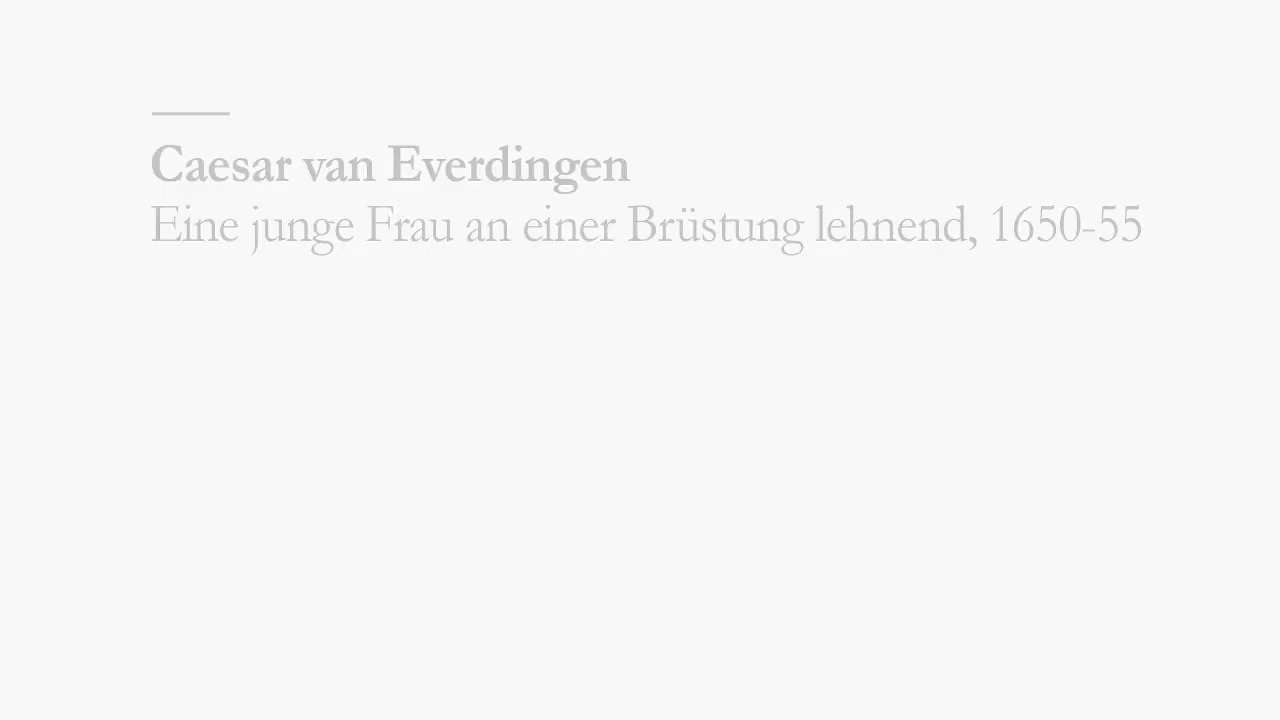 Caesar van Everdingen
Eine junge Frau an einer Brüstung lehnend, 1650-55